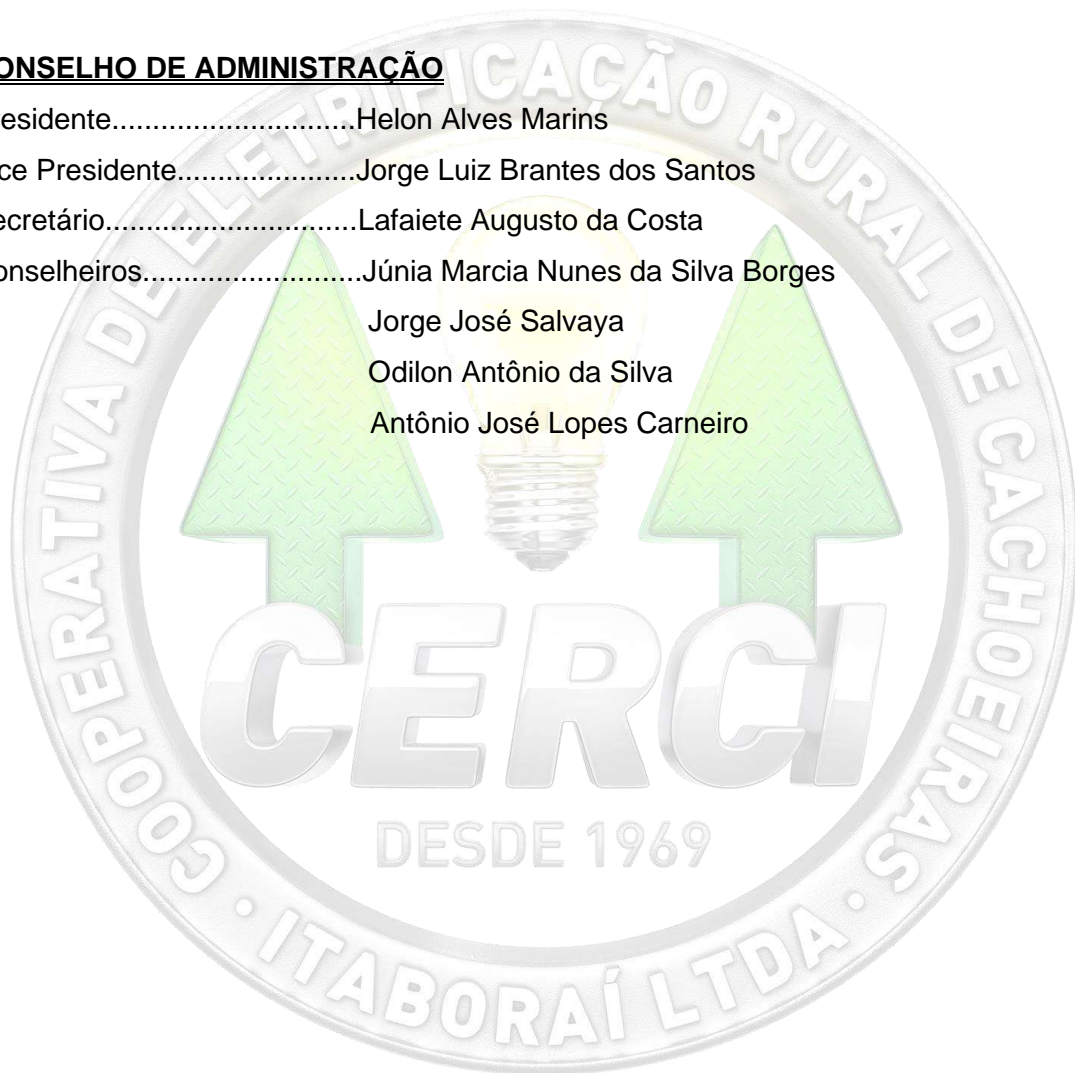 ONSELHO DE ADMINISTRAÇÃO
esidente..............................Helon Alves Marins
ce Presidente......................Jorge Luiz Brantes dos Santos
ecretário...............................Lafaiete Augusto da Costa
onselheiros...........................Júnia Marcia Nunes da Silva Borges
Jorge José Salvaya
Odilon Antônio da Silva
Antônio José Lopes Carneiro
COOPERATIVA DE ELETRIFICAÇÃO RURAL DE CACHOEIRAS · ITABORAÍ LTDA ·
CERCI
DESDE 1969